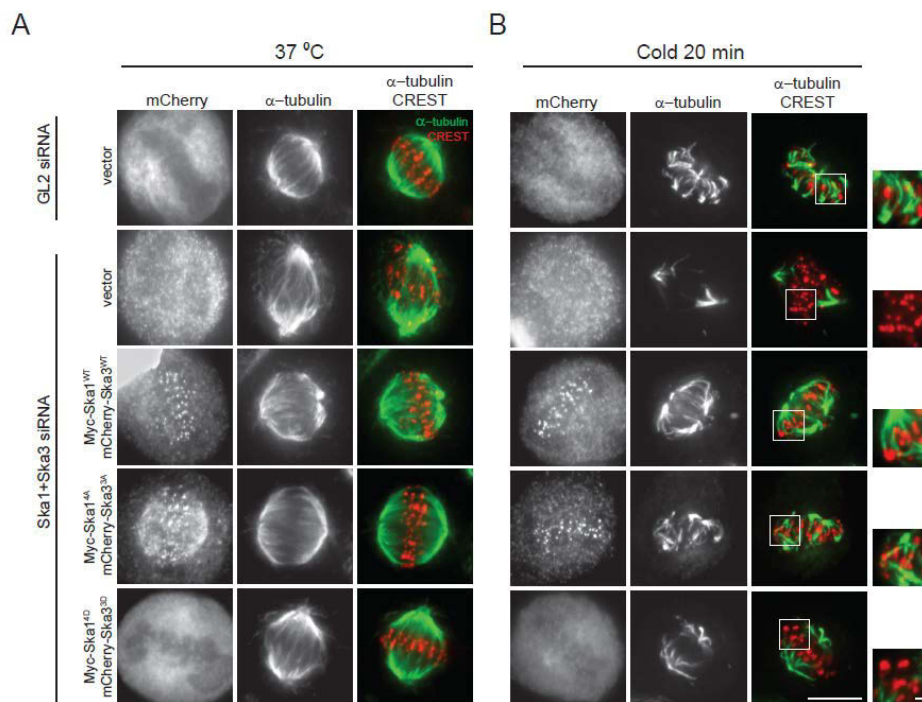 A
B
37 ⁰C
Cold 20 min
mCherry
α–tubulin
α–tubulin
CREST
mCherry
α–tubulin
α–tubulin
CREST
α–tubulin
CREST
GL2 siRNA
vector
Ska1+Ska3 siRNA
vector
Myc-Ska1ᵂᵀ
mCherry-Ska3ᵂᵀ
Myc-Ska1⁴ᴬ
mCherry-Ska3³ᴬ
Myc-Ska1⁴ᴰ
mCherry-Ska3³ᴰ